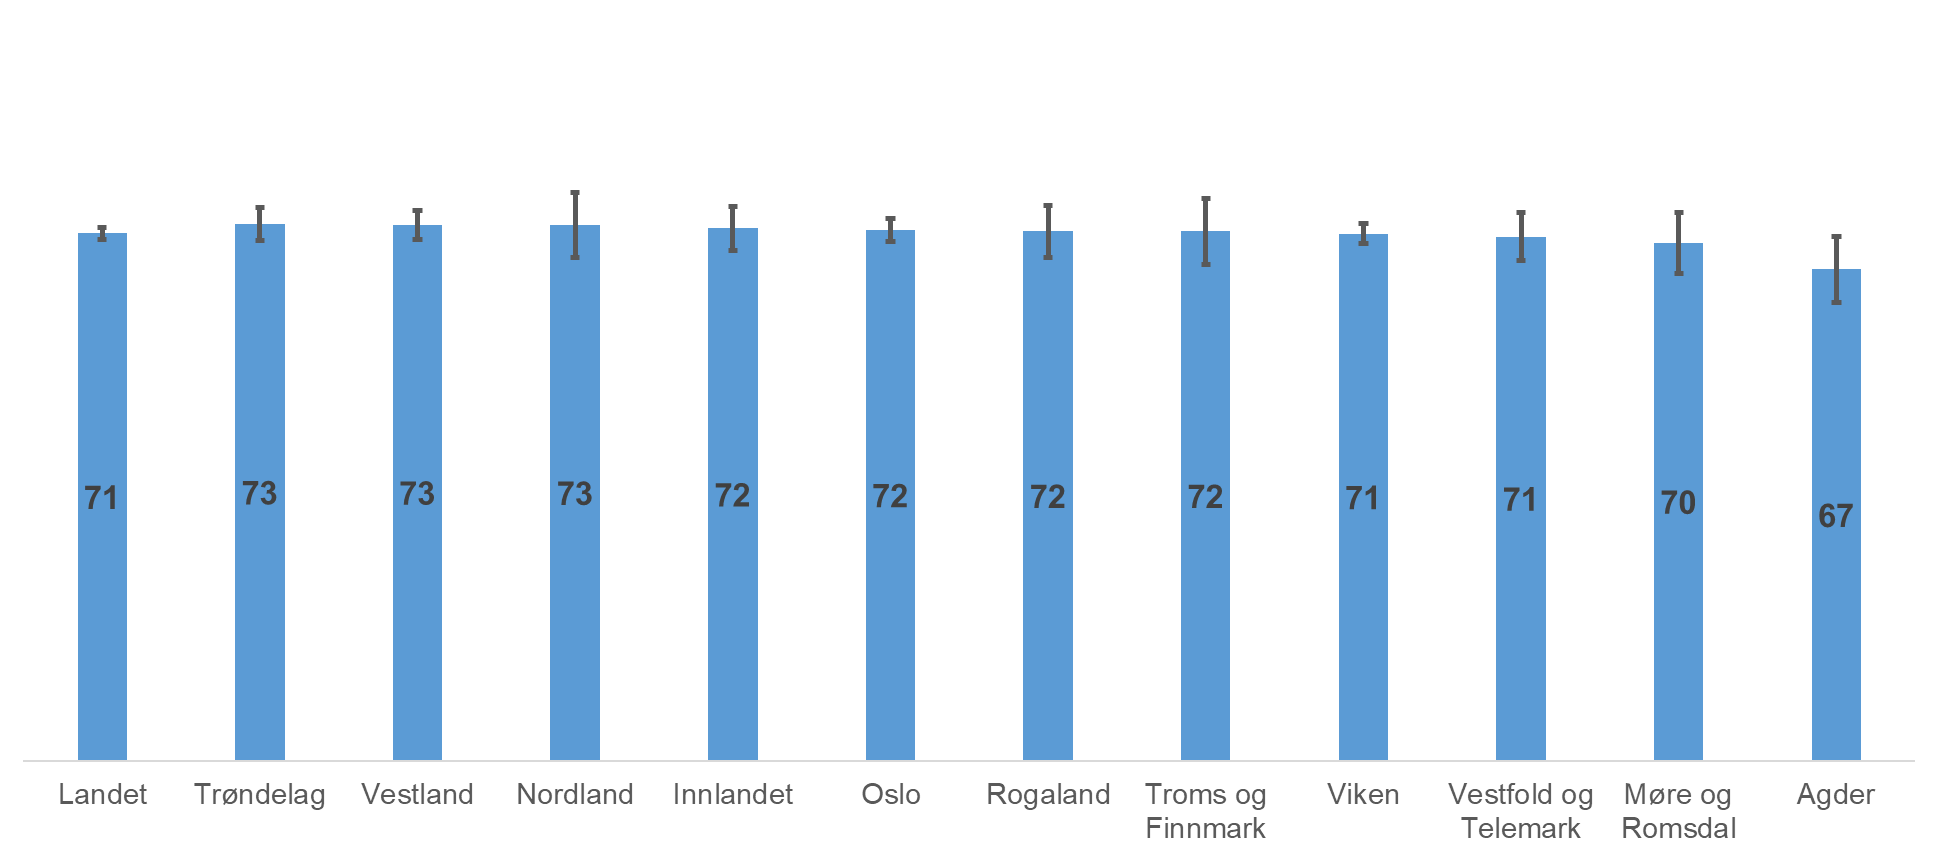 71
73
73
73
72
72
72
72
71
71
70
67
Landet
Trøndelag
Vestland
Nordland
Innlandet
Oslo
Rogaland
Troms og
Finnmark
Viken
Vestfold og
Telemark
Møre og
Romsdal
Agder